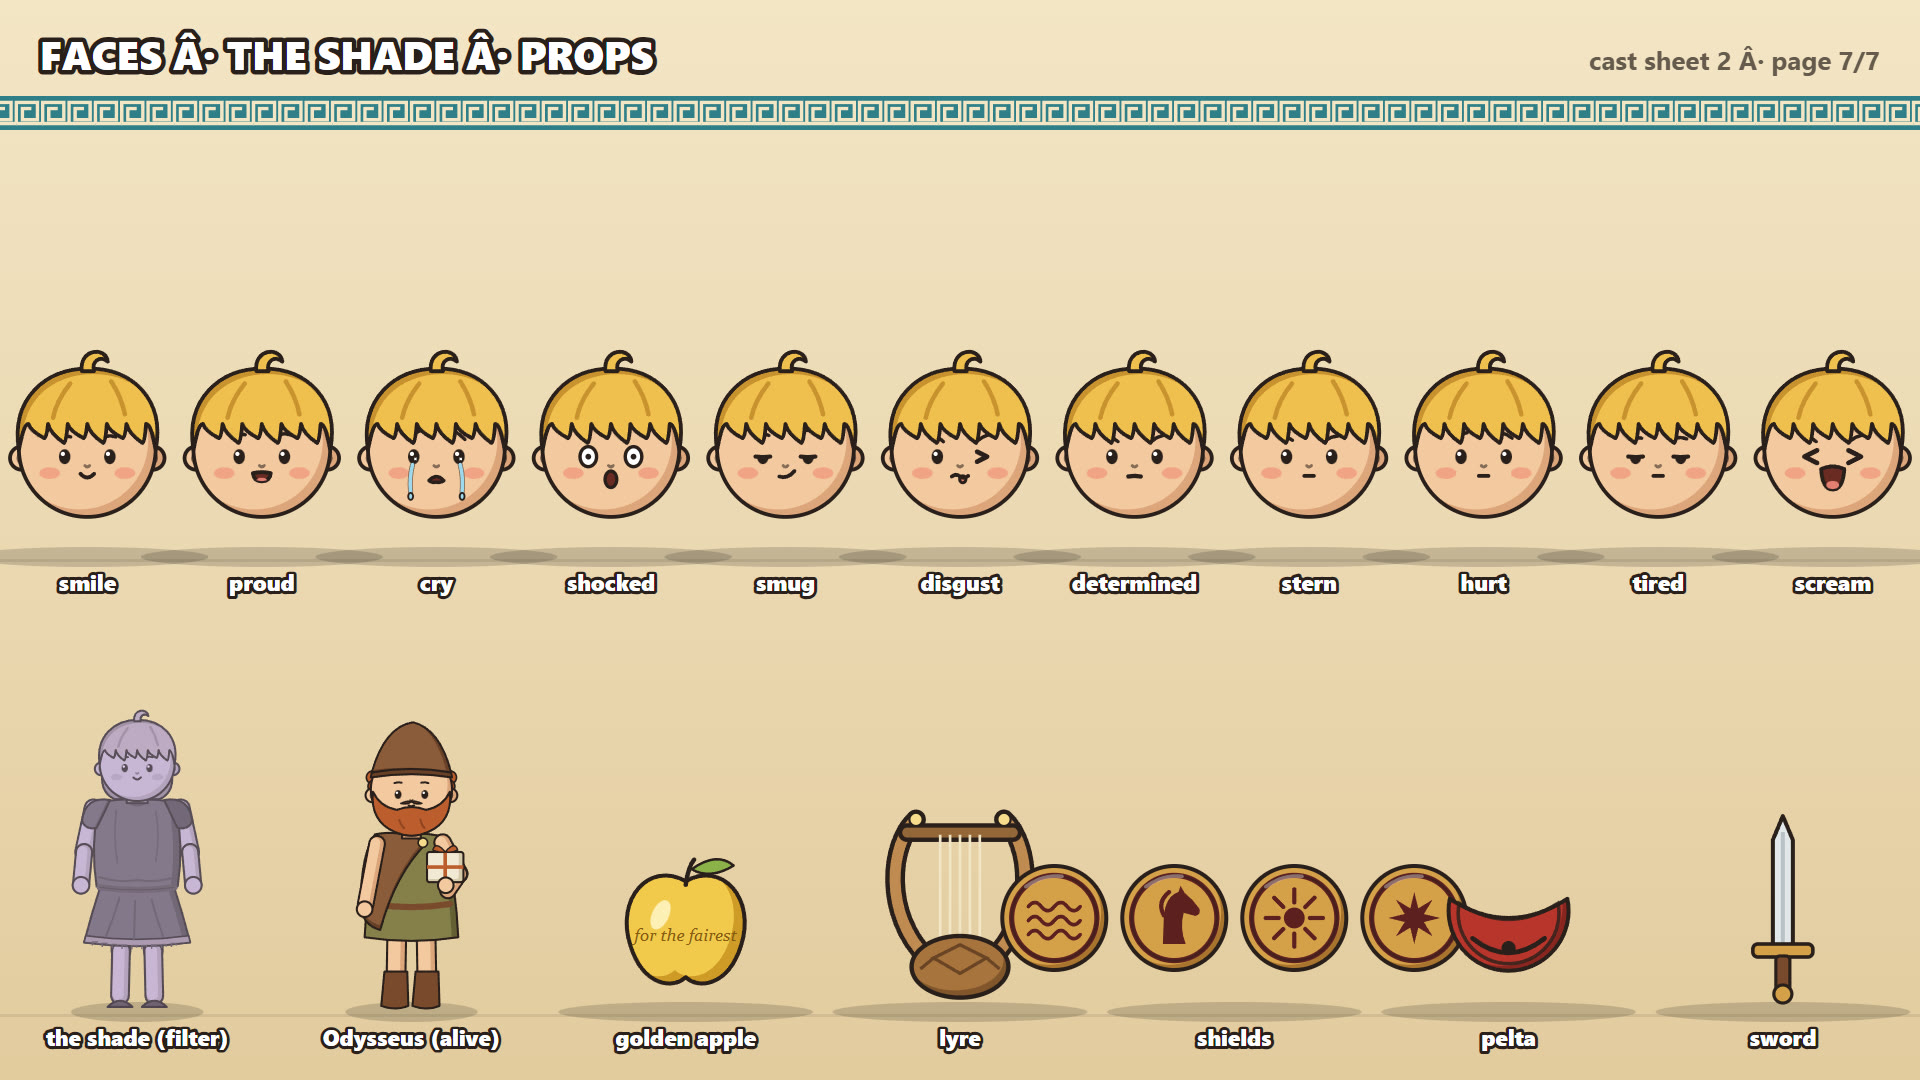 FACES Â· THE SHADE Â· PROPS
cast sheet 2 Â· page 7/7
smile
proud
cry
shocked
smug
disgust
determined
stern
hurt
tired
scream
for the fairest
the shade (filter)
Odysseus (alive)
golden apple
lyre
shields
pelta
sword